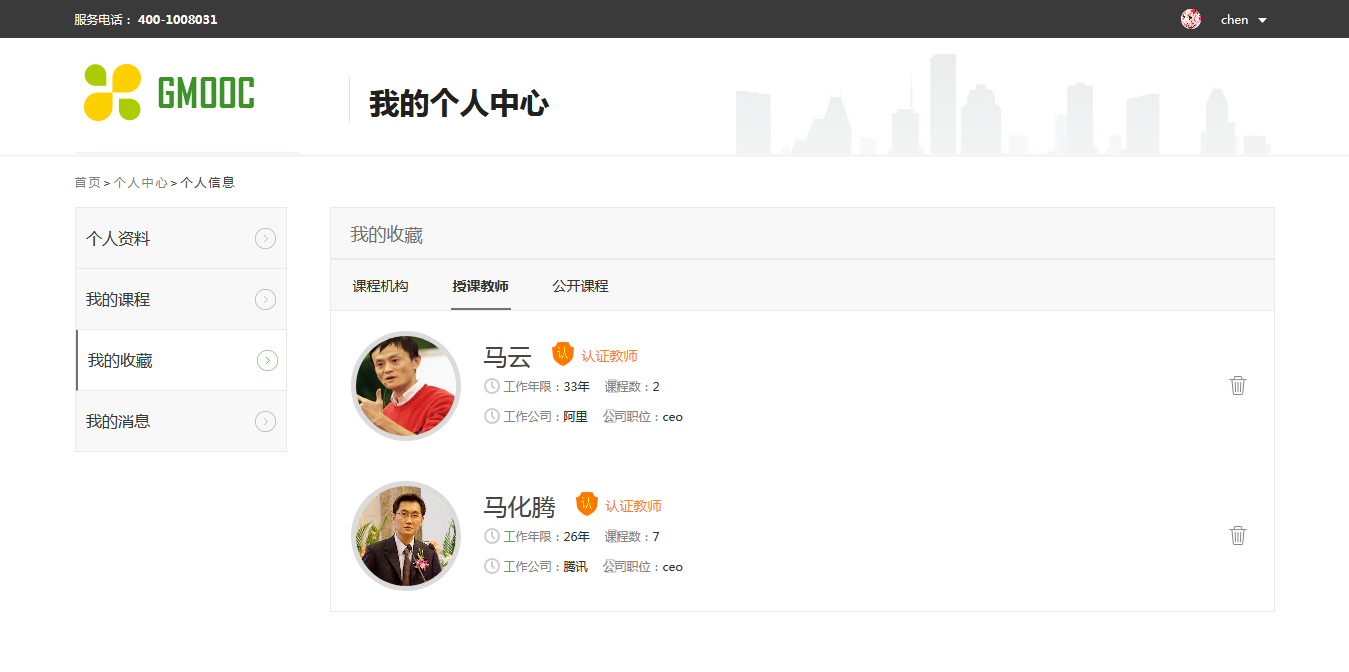 服务电话： 400-1008031
chen
GMOOC
我的个人中心
首页>个人中心>个人信息
个人资料
我的课程
我的收藏
我的消息
我的收藏
课程机构 授课教师 公开课程
马云 认 认证教师
工作年限：33年 课程数：2
工作公司：阿里 公司职位：ceo
马化腾 认 认证教师
工作年限：26年 课程数：7
工作公司：腾讯 公司职位：ceo